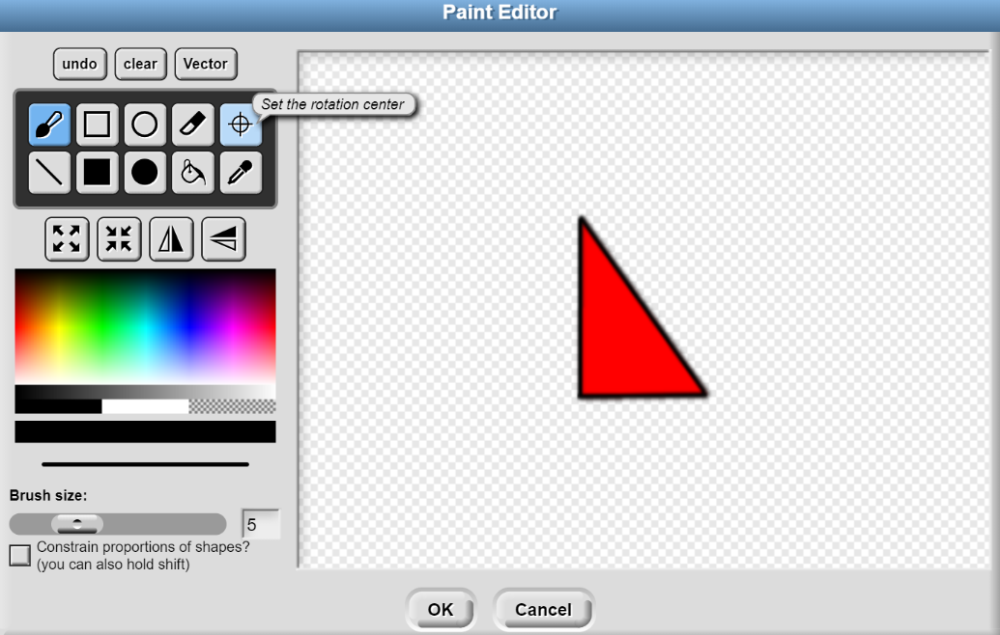 Paint Editor
undo
clear
Vector
Set the rotation center
Brush size:
5
Constrain proportions of shapes?
(you can also hold shift)
OK
Cancel